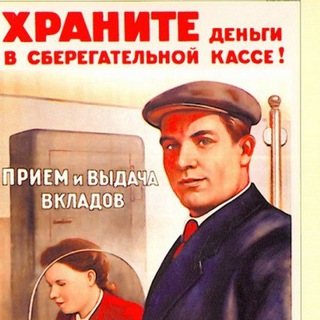 ХРАНИТЕ ДЕНЬГИ
В СБЕРЕГАТЕЛЬНОЙ КАССЕ!
ПРИЕМ и ВЫДАЧА
ВКЛАДОВ